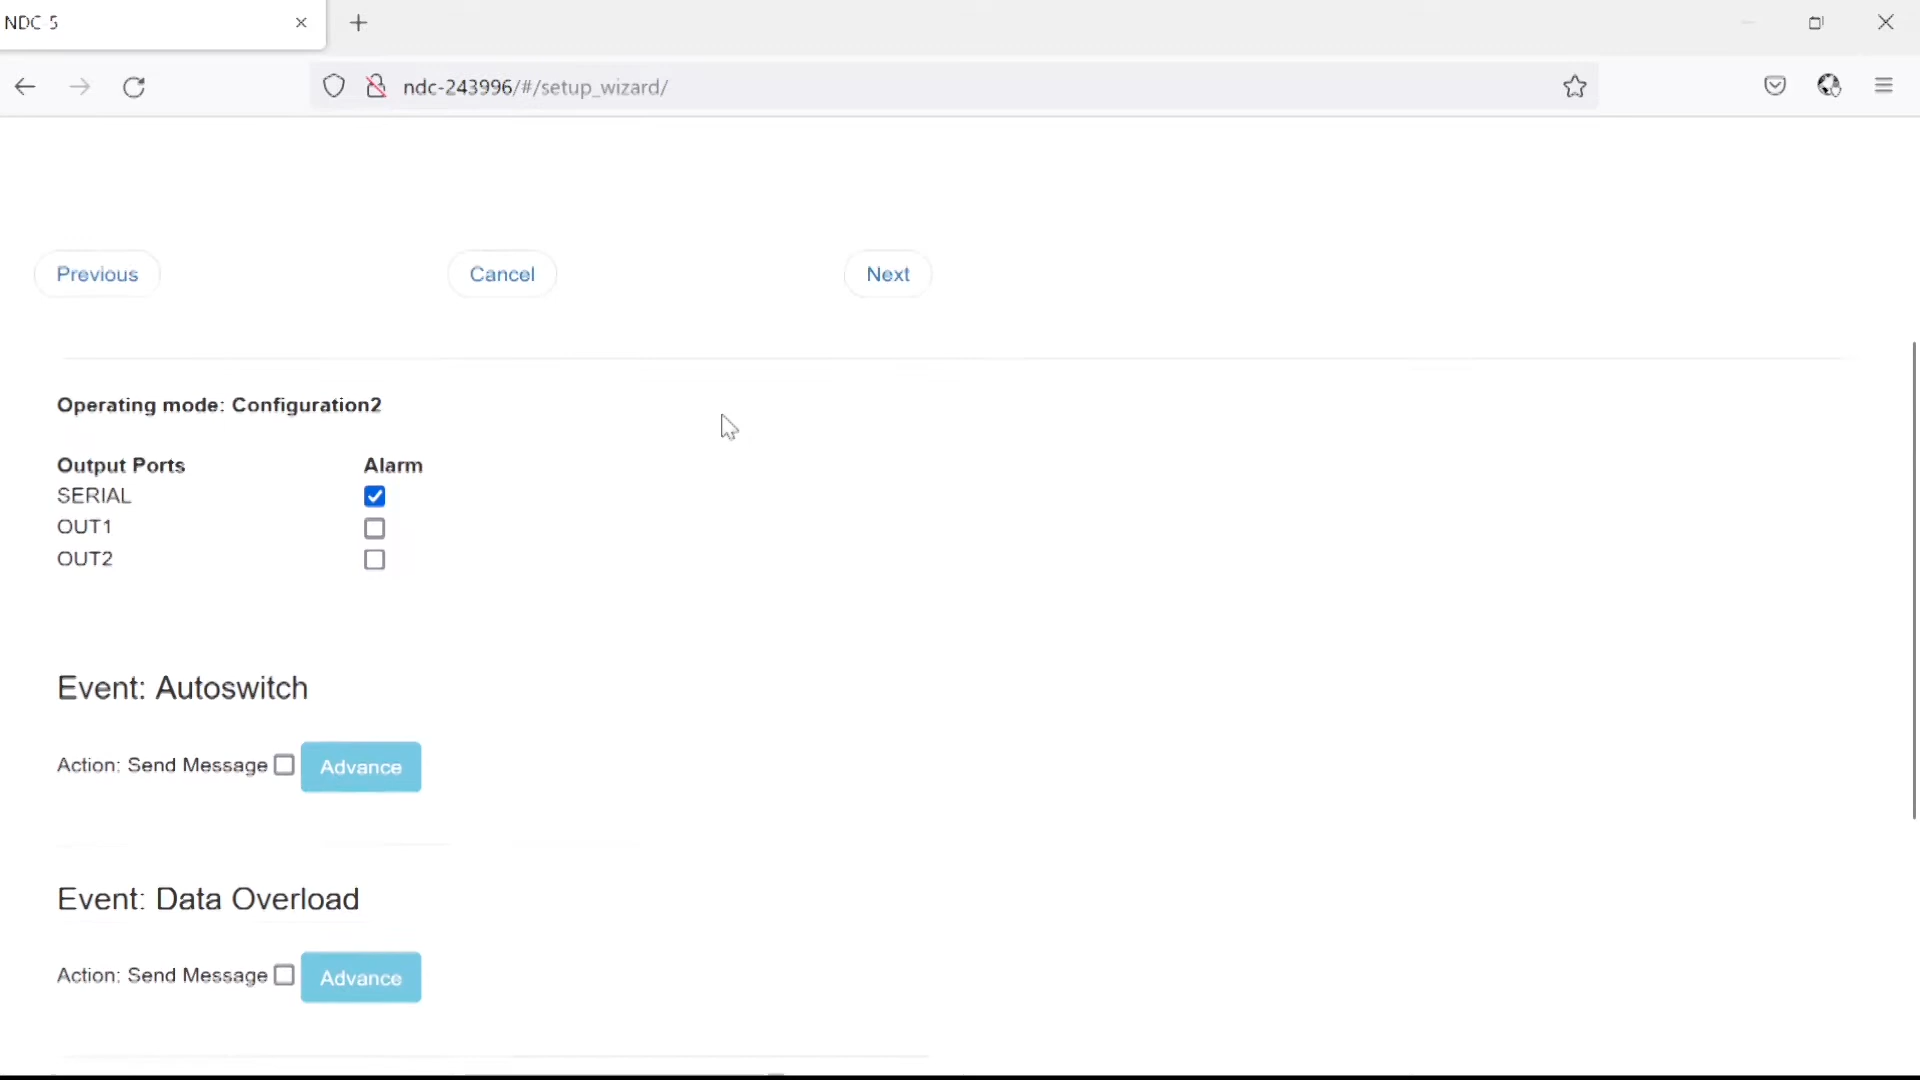 NDC 5
ndc-243996/#/setup_wizard/
Previous Cancel Next
Operating mode: Configuration2
Output Ports Alarm
SERIAL
OUT1
OUT2
Event: Autoswitch
Action: Send Message Advance
Event: Data Overload
Action: Send Message Advance